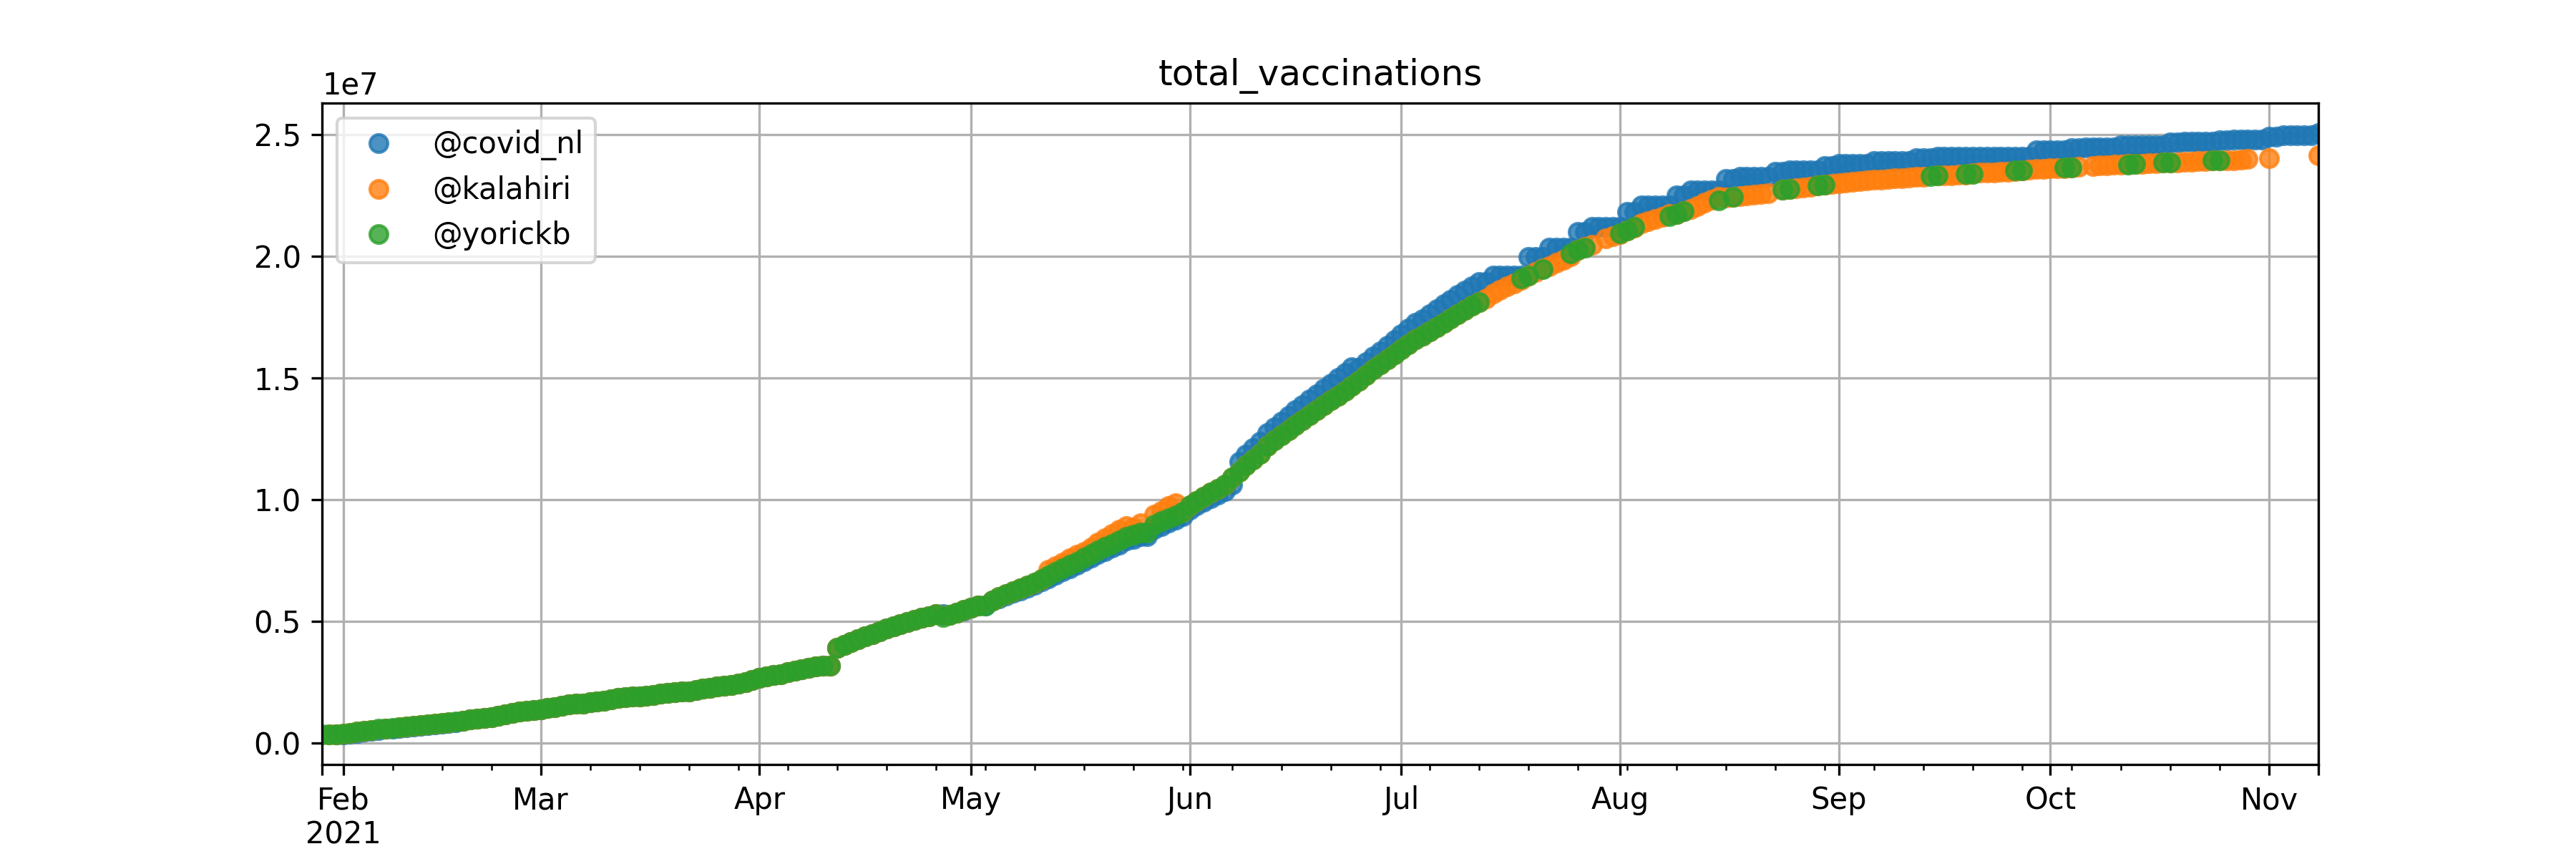 total_vaccinations
1e7
@covid_nl
@kalahiri
@yorickb
2.5
2.0
1.5
1.0
0.5
0.0
Feb Mar Apr May Jun Jul Aug Sep Oct Nov
2021